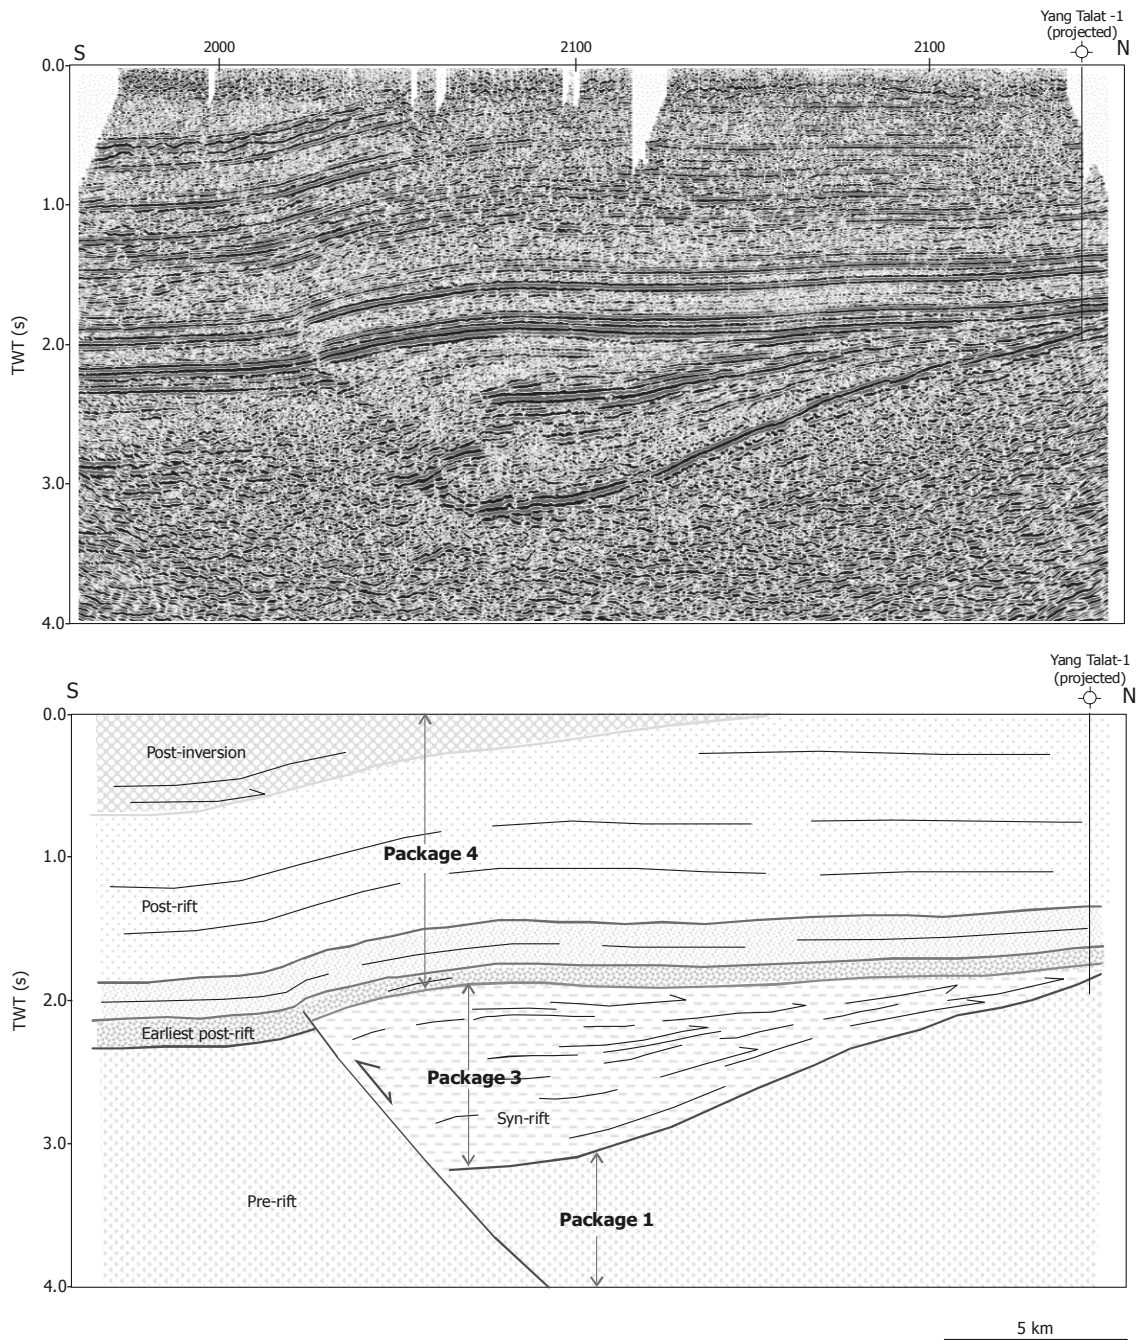 Yang Talat -1
(projected)
S
2000
2100
2100
N
0.0
1.0
2.0
3.0
4.0
TWT (s)
Yang Talat-1
(projected)
S
N
0.0
1.0
2.0
3.0
4.0
TWT (s)
Post-inversion
Package 4
Post-rift
Earliest post-rift
Package 3
Syn-rift
Pre-rift
Package 1
5 km